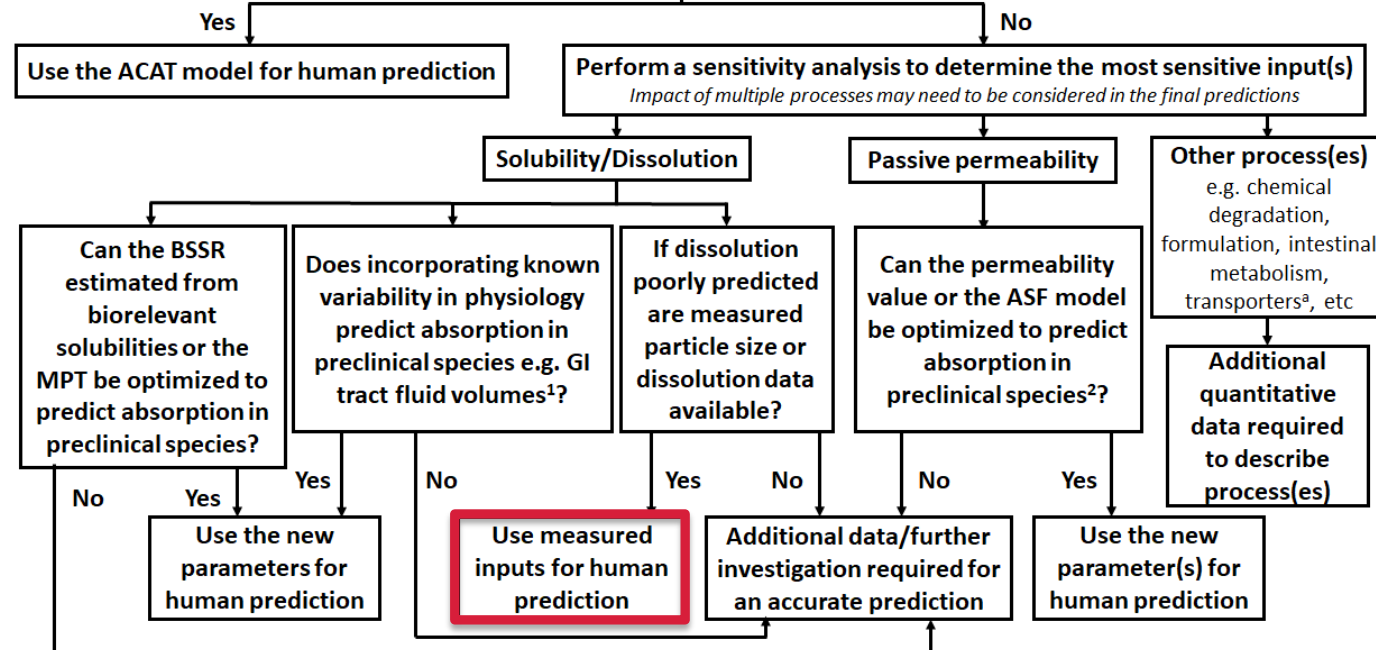 Yes
No
Use the ACAT model for human prediction
Perform a sensitivity analysis to determine the most sensitive input(s)
Impact of multiple processes may need to be considered in the final predictions
Solubility/Dissolution
Passive permeability
Other process(es)
e.g. chemical
degradation,
formulation, intestinal
metabolism,
transportersᵃ, etc
Can the BSSR
estimated from
biorelevant
solubilities or the
MPT be optimized to
predict absorption in
preclinical species?
Does incorporating known
variability in physiology
predict absorption in
preclinical species e.g. GI
tract fluid volumes¹?
If dissolution
poorly predicted
are measured
particle size or
dissolution data
available?
Can the permeability
value or the ASF model
be optimized to predict
absorption in
preclinical species²?
Additional
quantitative
data required
to describe
process(es)
No
Yes
Yes
No
Yes
No
No
Yes
Use the new
parameters for
human prediction
Use measured
inputs for human
prediction
Additional data/further
investigation required for
an accurate prediction
Use the new
parameter(s) for
human prediction